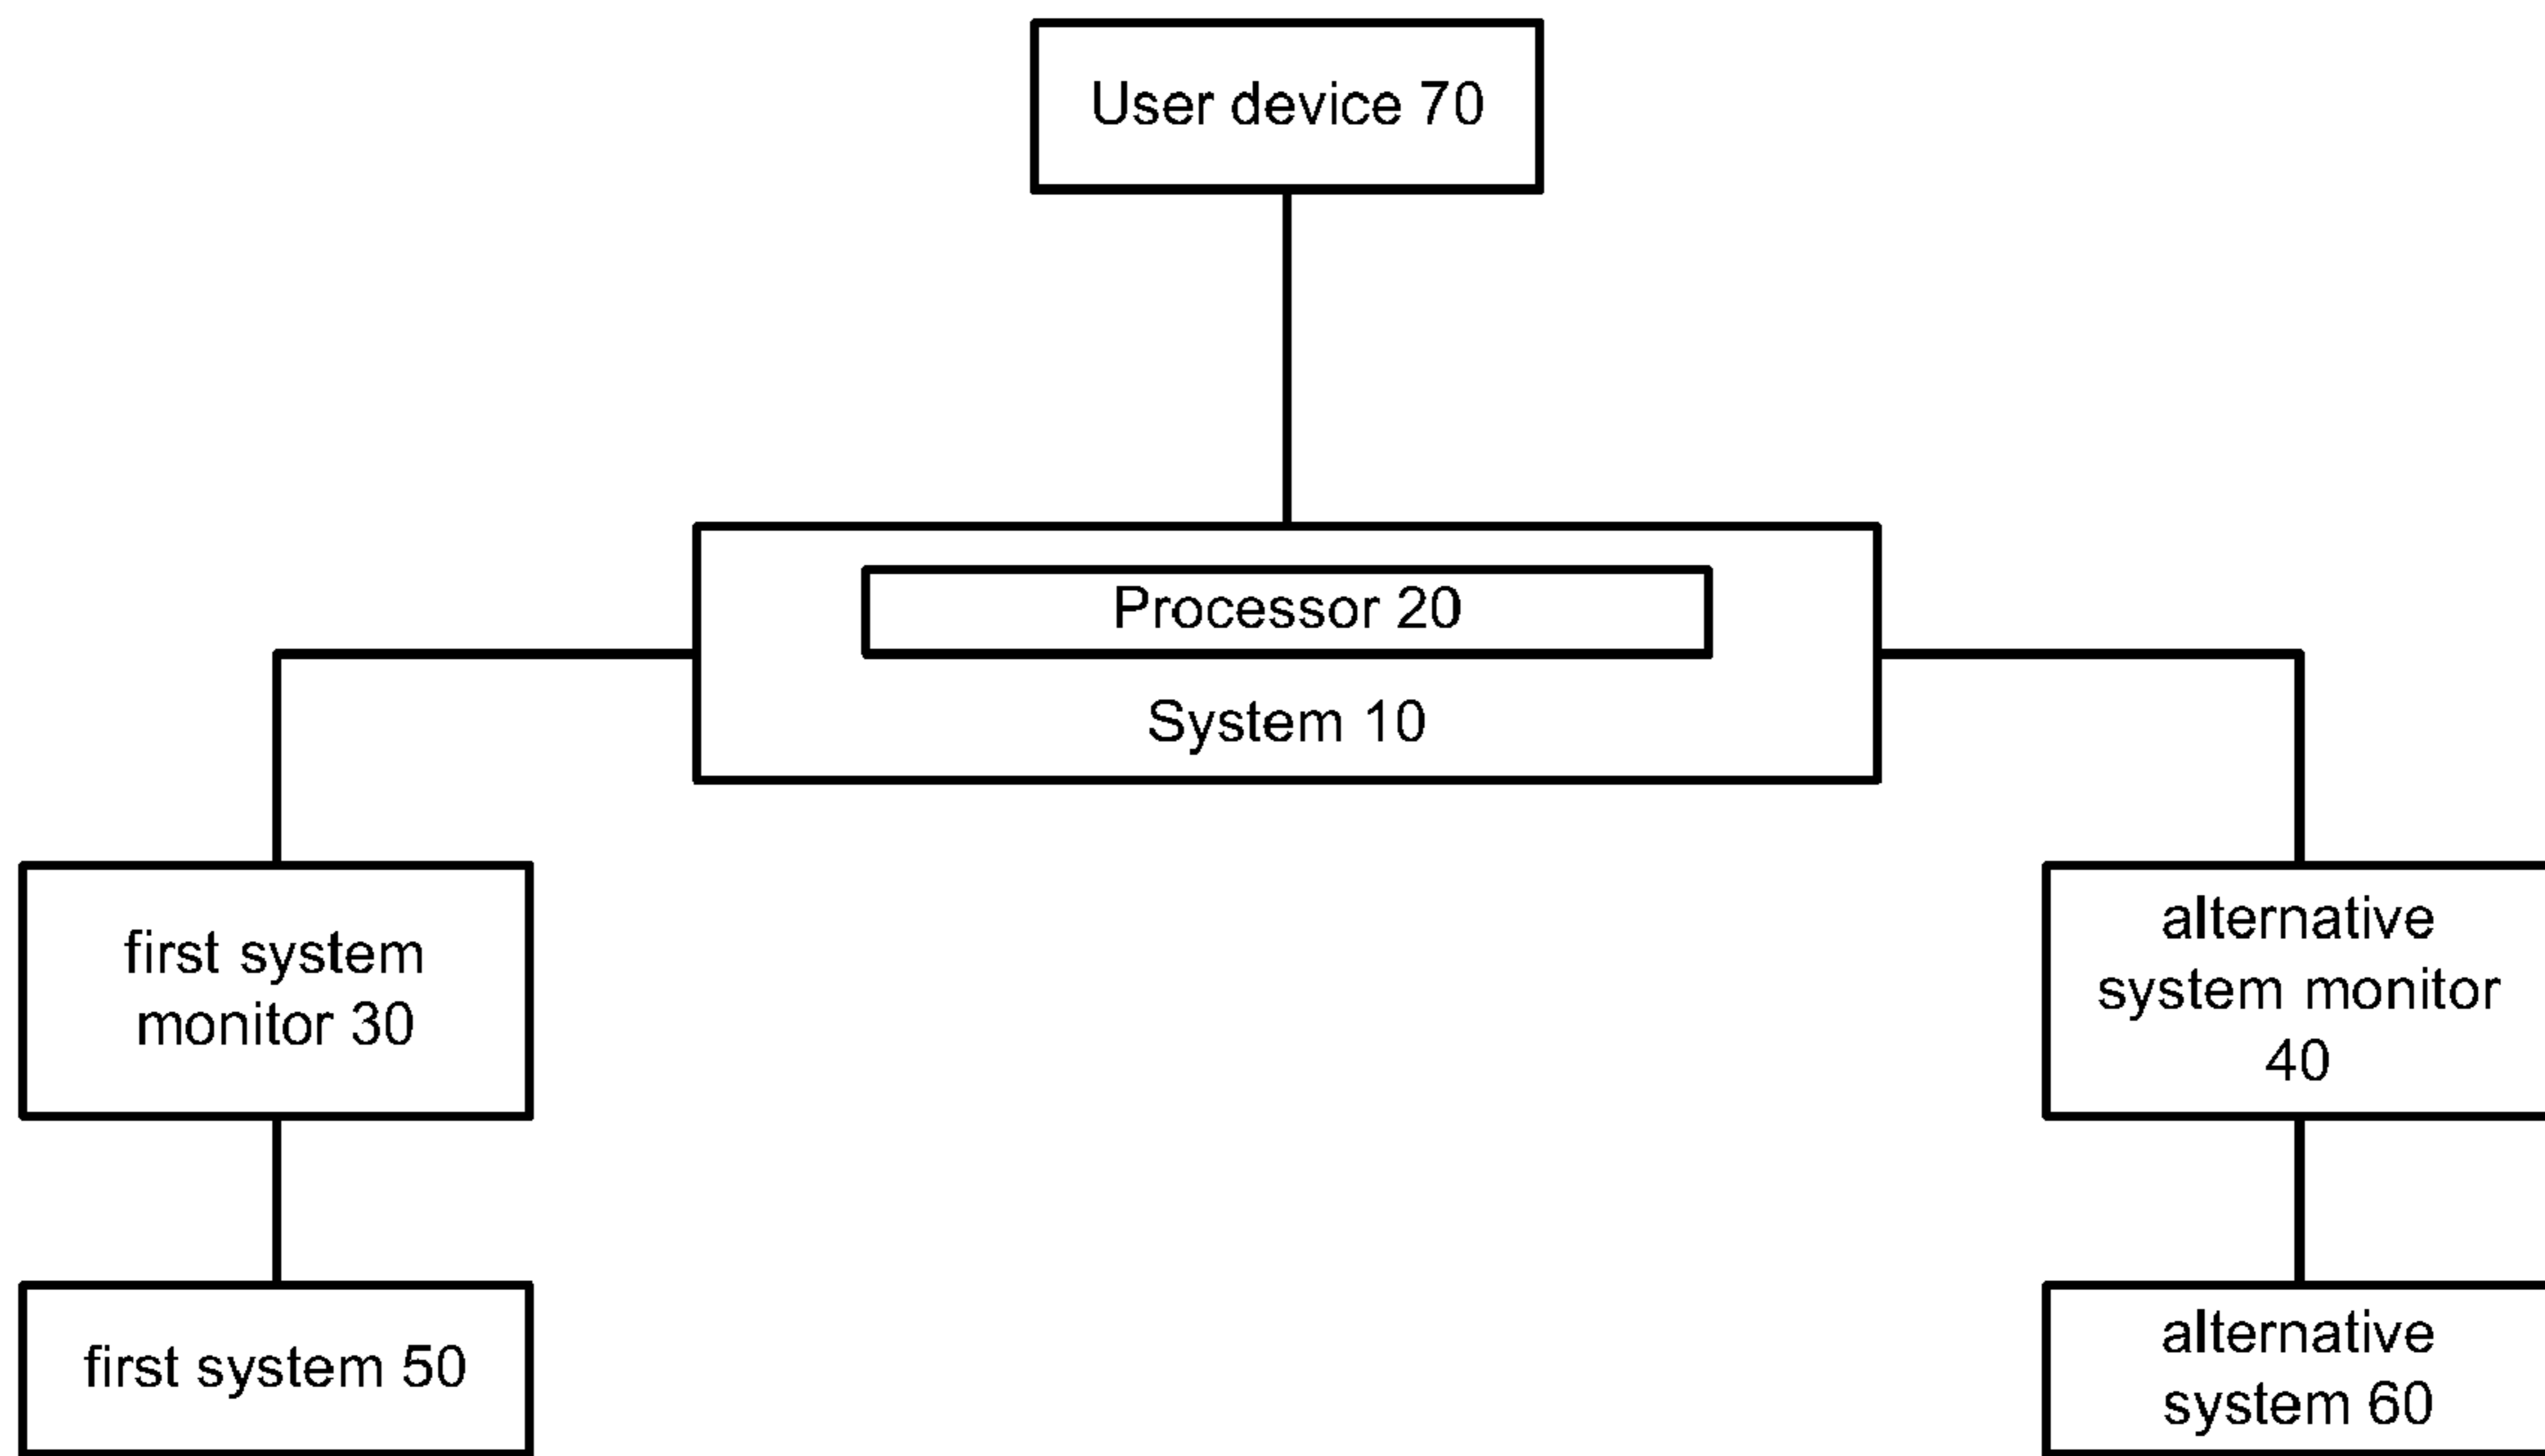 User device 70
Processor 20
System 10
first system
monitor 30
alternative
system monitor
40
first system 50
alternative
system 60